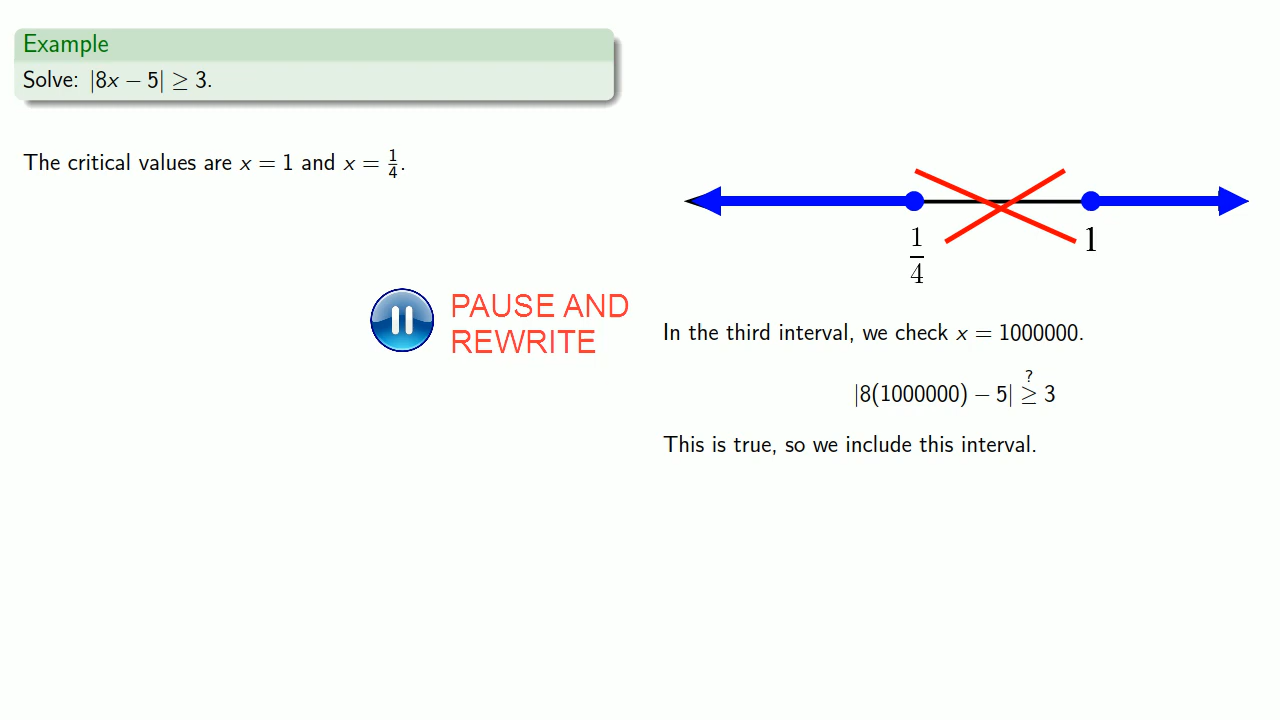 Example
Solve: |8x − 5| ≥ 3.
The critical values are x = 1 and x = 1/4.
1/4
1
PAUSE AND
REWRITE
In the third interval, we check x = 1000000.
|8(1000000) − 5| ≥? 3
This is true, so we include this interval.